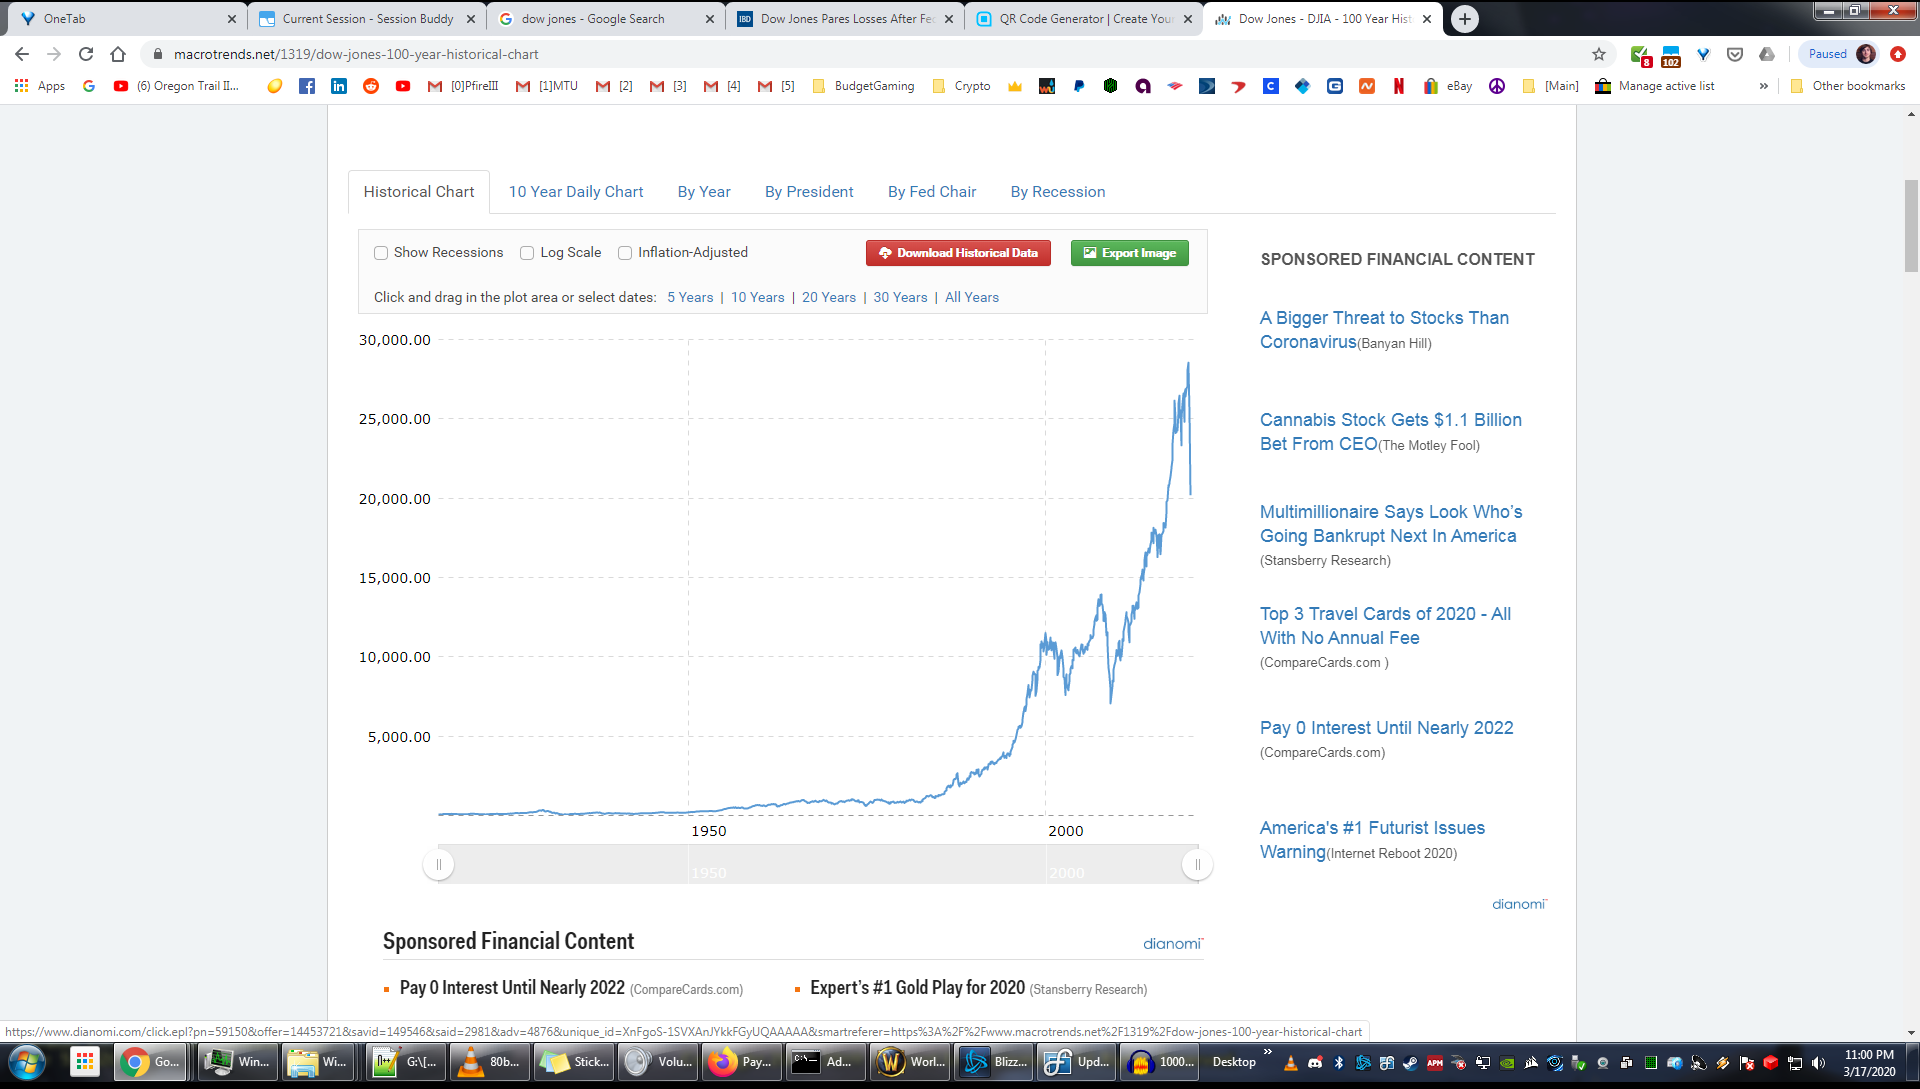 OneTab
Current Session - Session Buddy
dow jones - Google Search
IBD
Dow Jones Pares Losses After Fed
QR Code Generator | Create Your
Dow Jones - DJIA - 100 Year Hist
macrotrends.net/1319/dow-jones-100-year-historical-chart
8
102
Paused
Apps
(6) Oregon Trail II...
[0]PfireIII
[1]MTU
[2]
[3]
[4]
[5]
BudgetGaming
Crypto
eBay
[Main]
Manage active list
»
Other bookmarks
Historical Chart
10 Year Daily Chart
By Year
By President
By Fed Chair
By Recession
Show Recessions
Log Scale
Inflation-Adjusted
Download Historical Data
Export Image
Click and drag in the plot area or select dates: 5 Years | 10 Years | 20 Years | 30 Years | All Years
30,000.00
25,000.00
20,000.00
15,000.00
10,000.00
5,000.00
1950
2000
1950
2000
SPONSORED FINANCIAL CONTENT
A Bigger Threat to Stocks Than
Coronavirus(Banyan Hill)
Cannabis Stock Gets $1.1 Billion
Bet From CEO(The Motley Fool)
Multimillionaire Says Look Who's
Going Bankrupt Next In America
(Stansberry Research)
Top 3 Travel Cards of 2020 - All
With No Annual Fee
(CompareCards.com )
Pay 0 Interest Until Nearly 2022
(CompareCards.com)
America's #1 Futurist Issues
Warning(Internet Reboot 2020)
dianomi
Sponsored Financial Content
dianomi
Pay 0 Interest Until Nearly 2022 (CompareCards.com)
Expert's #1 Gold Play for 2020 (Stansberry Research)
https://www.dianomi.com/click.epl?pn=59150&offer=14453721&savid=149546&said=2981&adv=4876&unique_id=XnFgoS-1SVXAnJYkkFGyUQAAAAA&smartreferer=https%3A%2F%2Fwww.macrotrends.net%2F1319%2Fdow-jones-100-year-historical-chart
Go...
Win...
Wi...
G:\[...
80b...
Stick...
Volu...
Pay...
Ad...
Worl...
Blizz...
Upd...
1000...
Desktop
»
APM
11:00 PM
3/17/2020